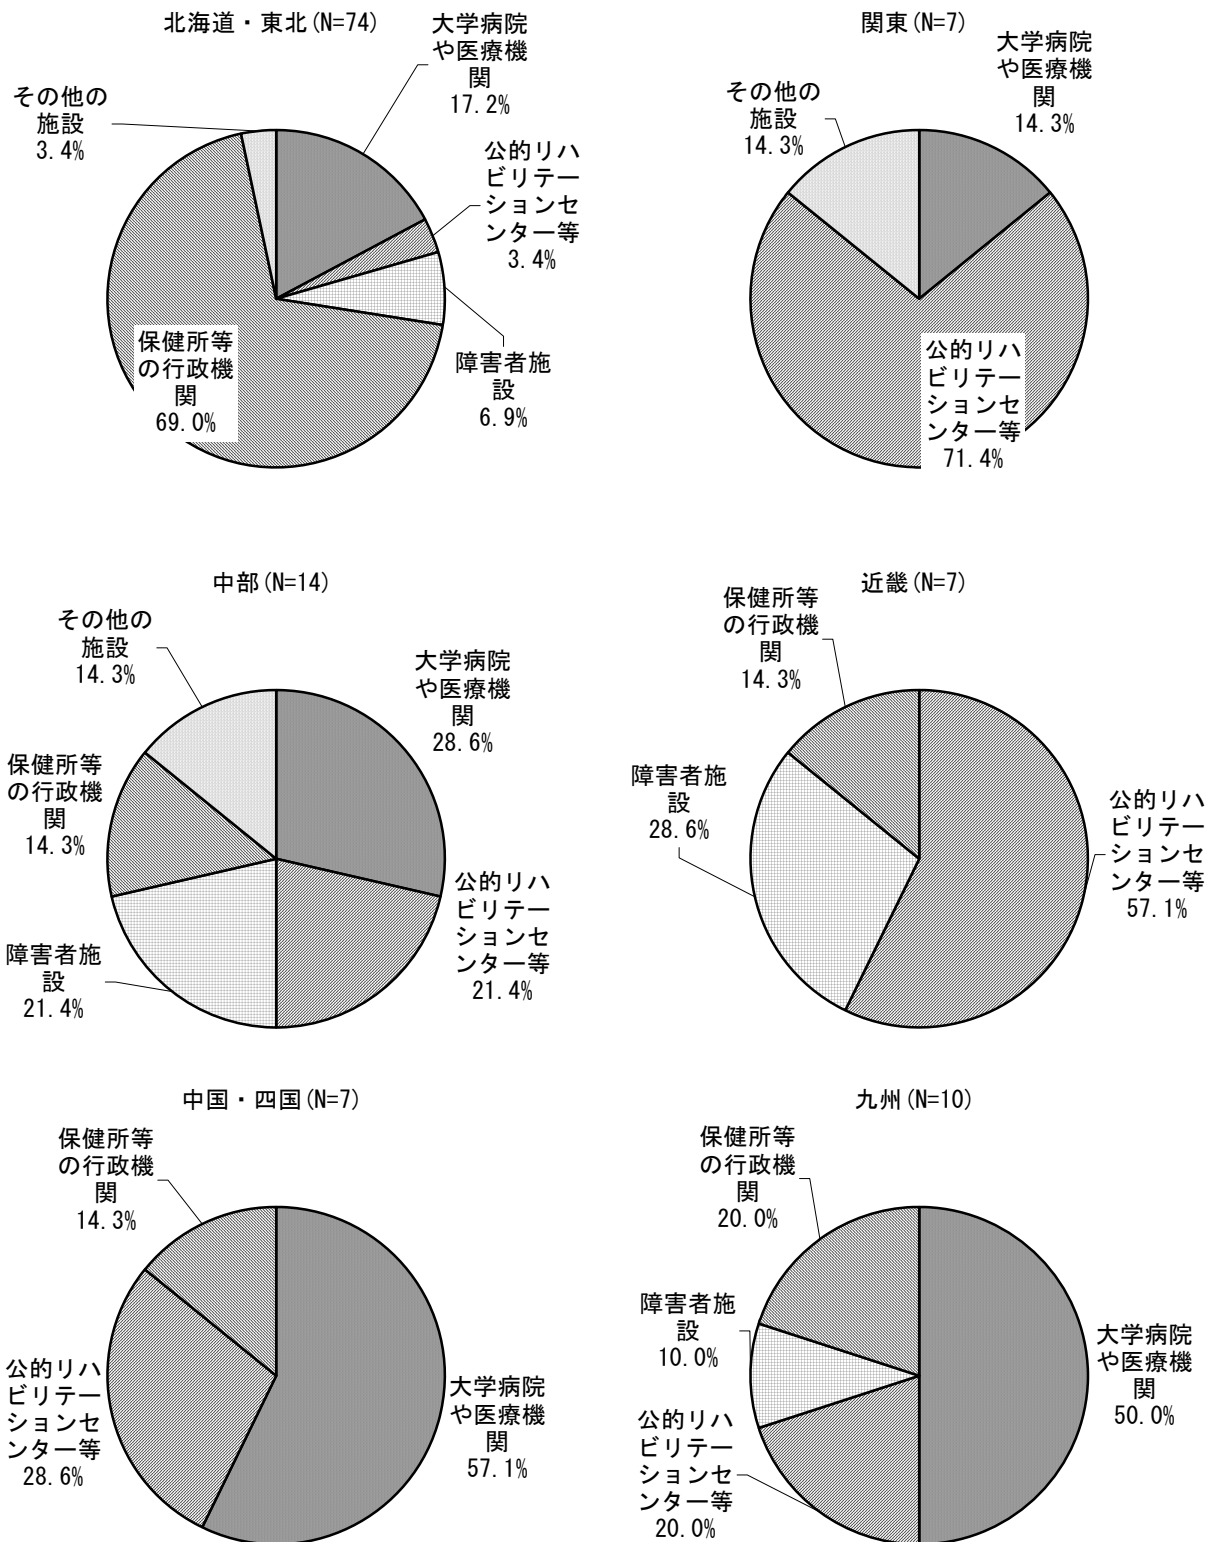 北海道・東北(N=74)
大学病院
や医療機
関
17.2%
公的リハ
ビリテー
ションセ
ンター等
3.4%
障害者施
設
6.9%
保健所等
の行政機
関
69.0%
その他の
施設
3.4%
関東(N=7)
大学病院
や医療機
関
14.3%
公的リハ
ビリテー
ションセ
ンター等
71.4%
その他の
施設
14.3%
中部(N=14)
大学病院
や医療機
関
28.6%
公的リハ
ビリテー
ションセ
ンター等
21.4%
障害者施
設
21.4%
保健所等
の行政機
関
14.3%
その他の
施設
14.3%
近畿(N=7)
公的リハ
ビリテー
ションセ
ンター等
57.1%
障害者施
設
28.6%
保健所等
の行政機
関
14.3%
中国・四国(N=7)
大学病院
や医療機
関
57.1%
公的リハ
ビリテー
ションセ
ンター等
28.6%
保健所等
の行政機
関
14.3%
九州(N=10)
大学病院
や医療機
関
50.0%
公的リハ
ビリテー
ションセ
ンター等
20.0%
障害者施
設
10.0%
保健所等
の行政機
関
20.0%